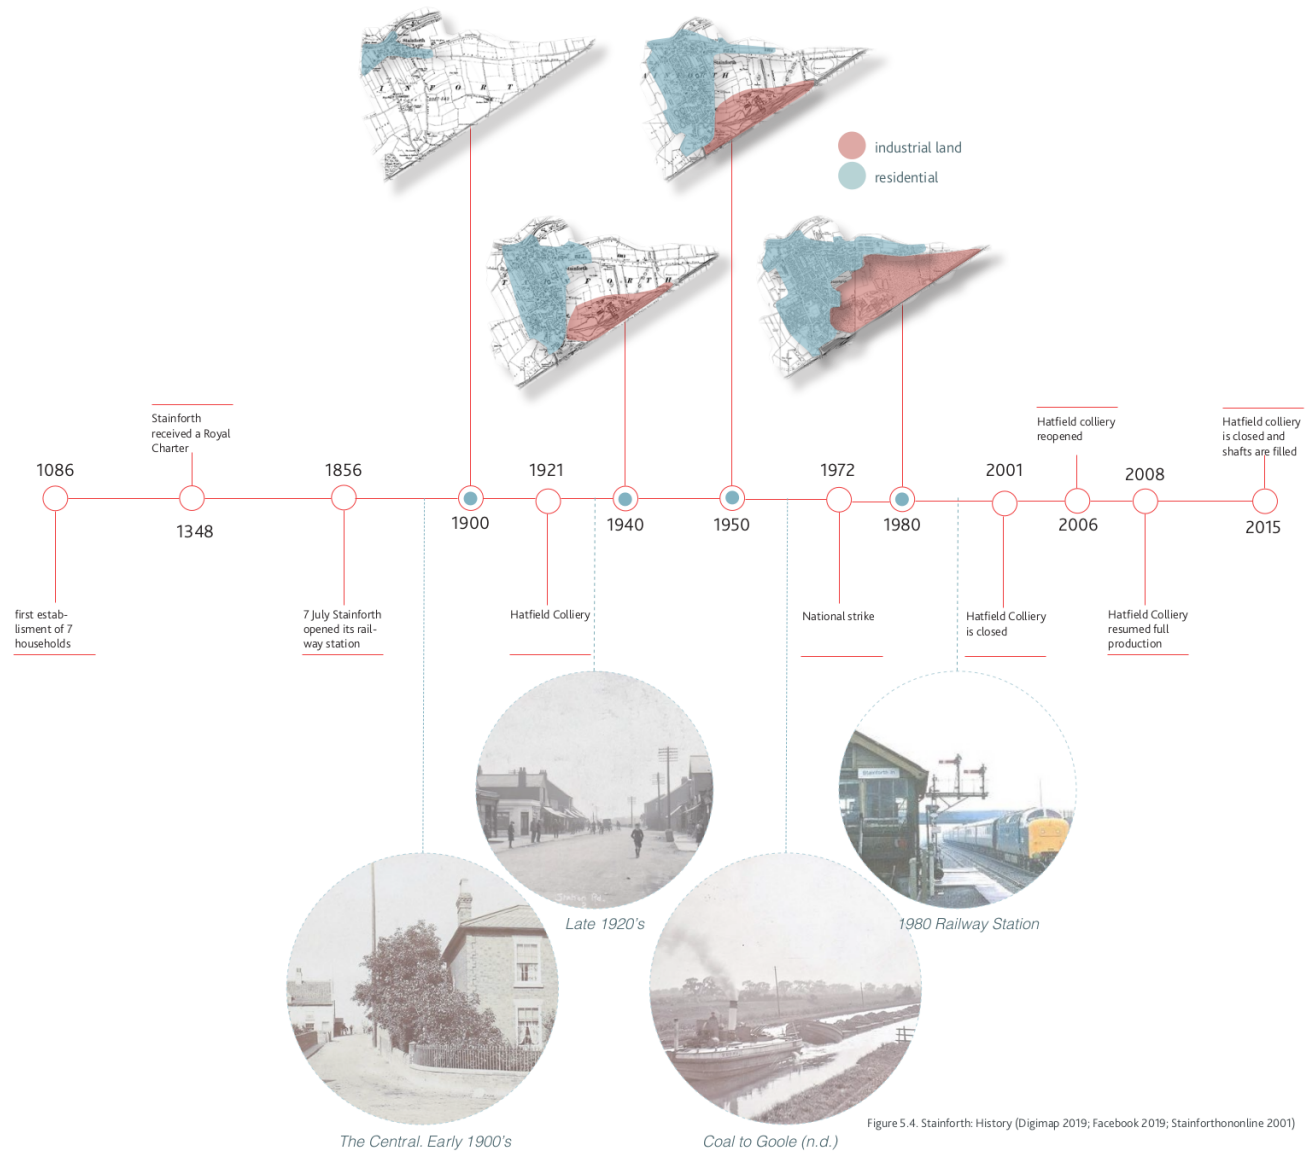 industrial land
residential
Stainforth
received a Royal
Charter
Hatfield colliery
reopened
Hatfield colliery
is closed and
shafts are filled
1086
1348
1856
1900
1921
1940
1950
1972
1980
2001
2006
2008
2015
first estab-
lisment of 7
households
7 July Stainforth
opened its rail-
way station
Hatfield Colliery
National strike
Hatfield Colliery
is closed
Hatfield Colliery
resumed full
production
Late 1920's
1980 Railway Station
The Central. Early 1900's
Coal to Goole (n.d.)
Figure 5.4. Stainforth: History (Digimap 2019; Facebook 2019; Stainforthononline 2001)